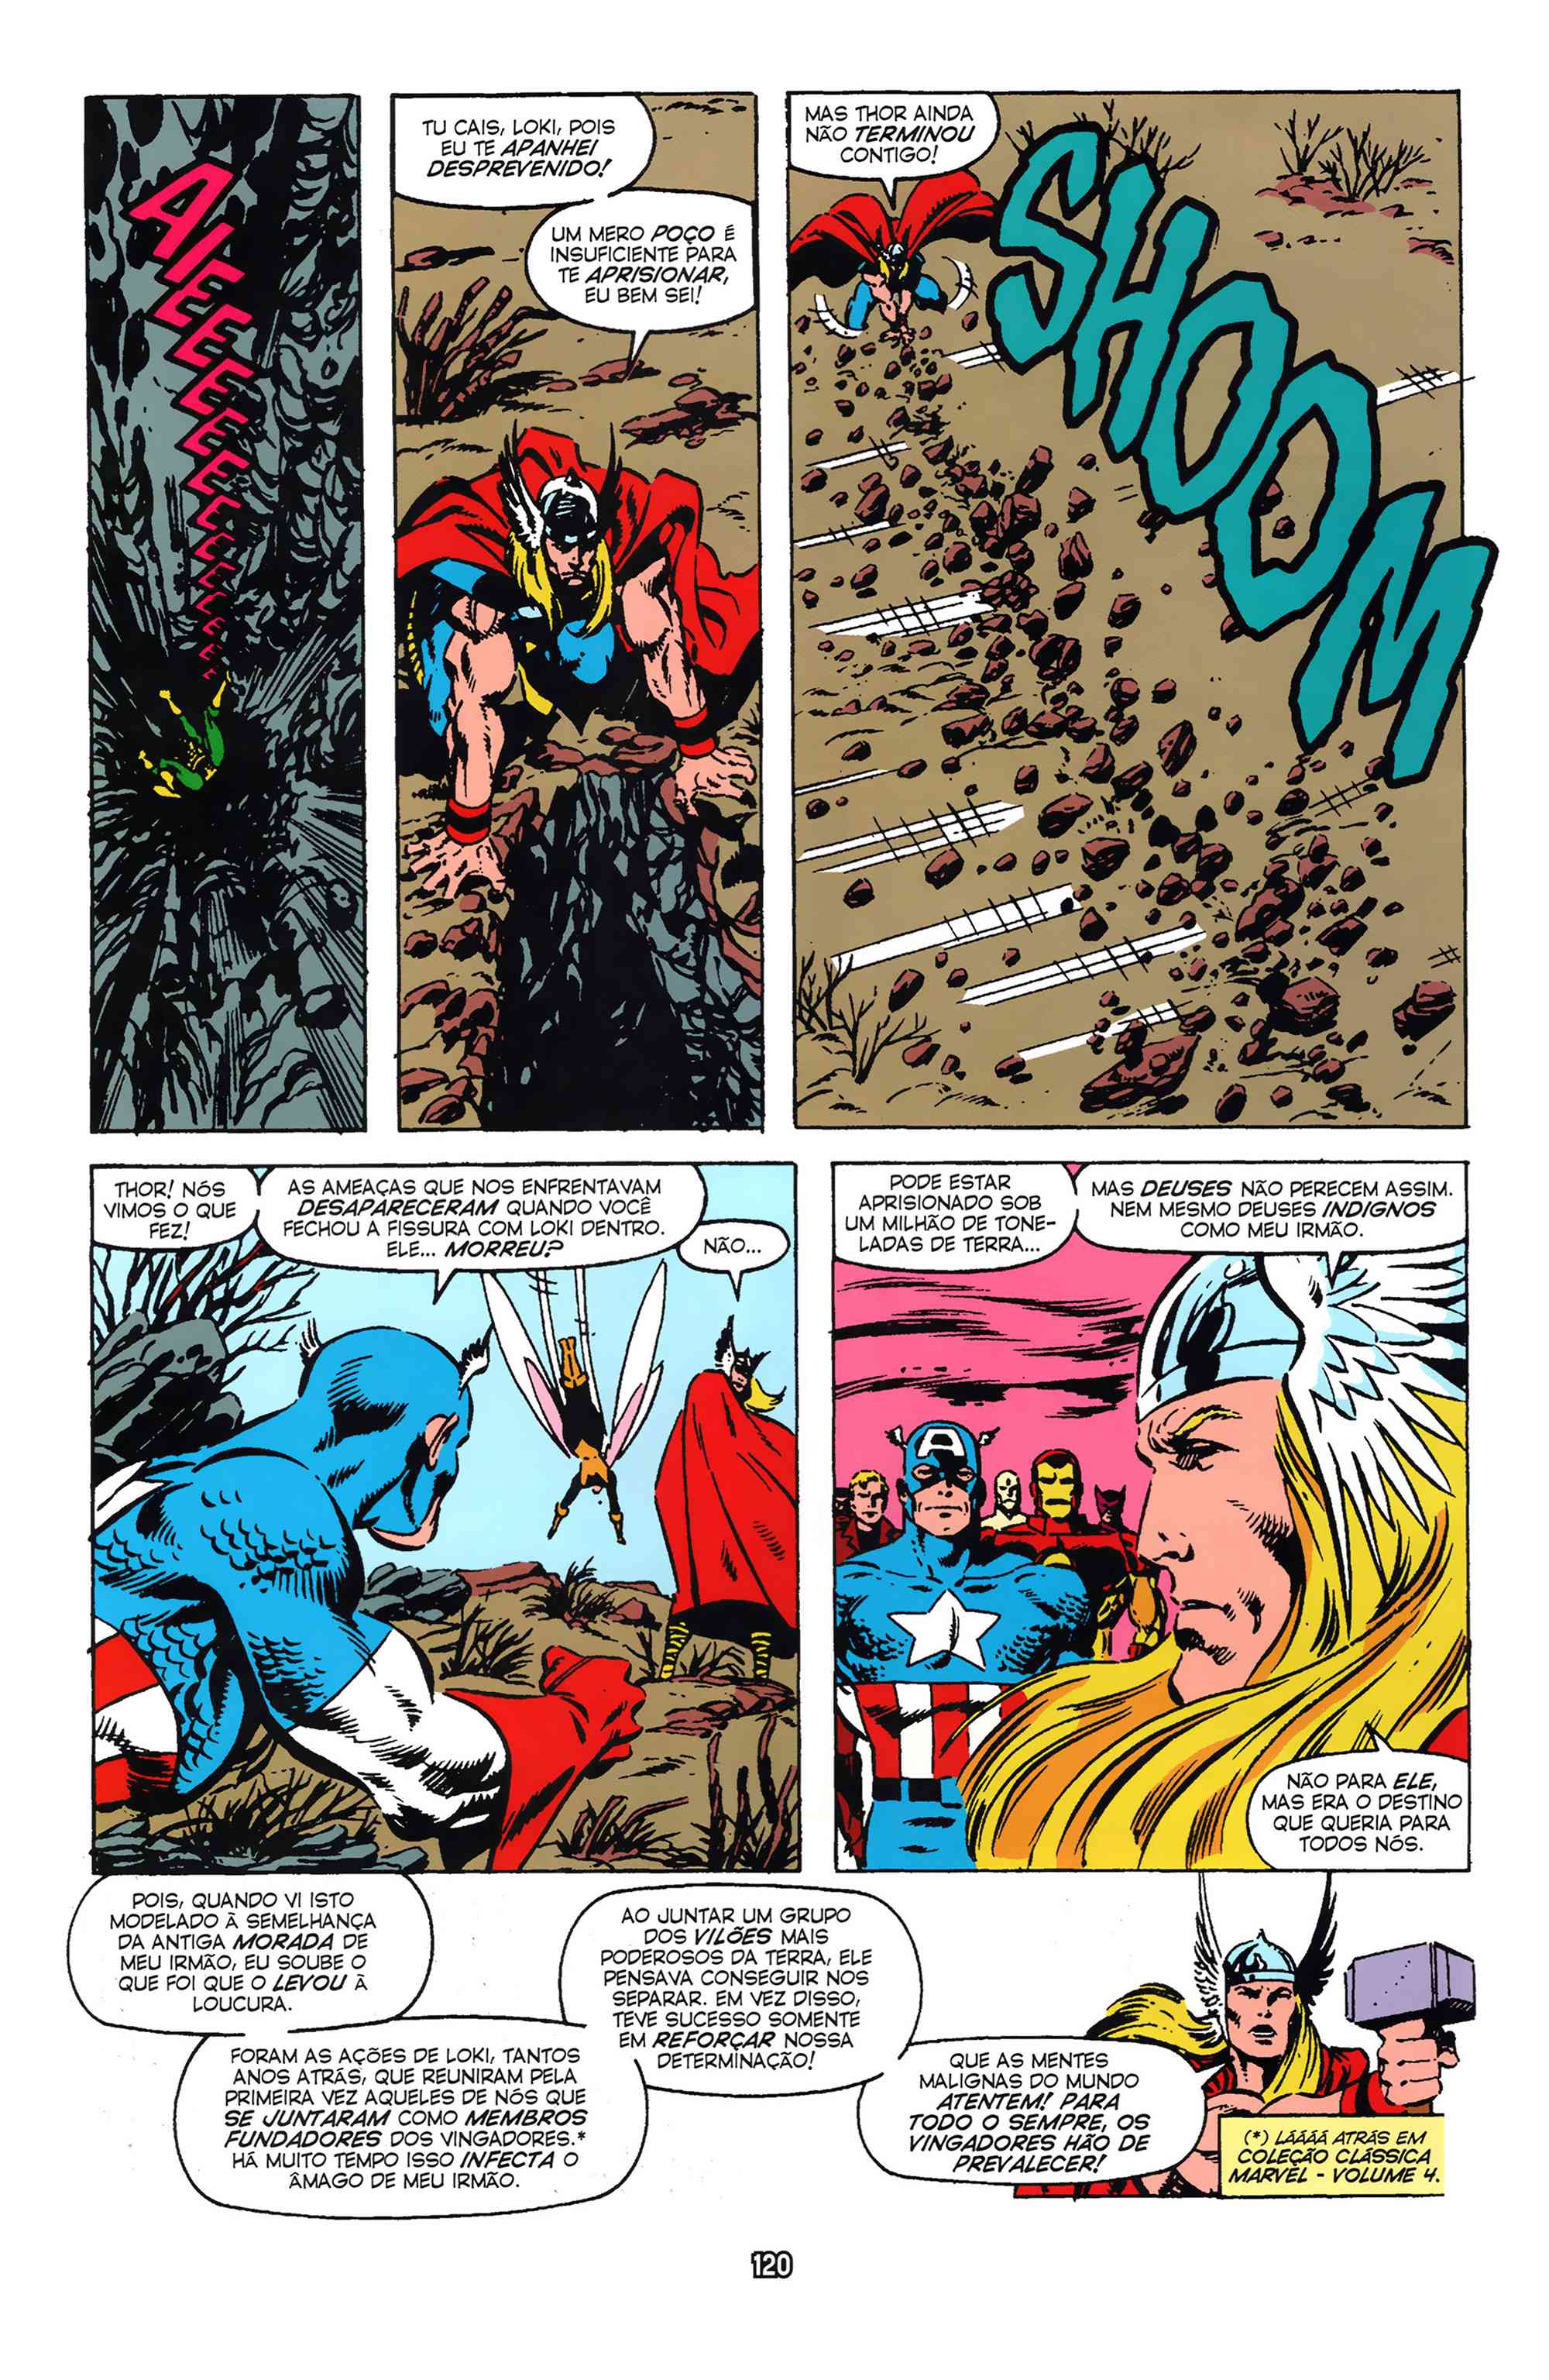 AIEEEEEEEEEEEEEE
TU CAIS, LOKI, POIS
EU TE APANHEI
DESPREVENIDO!
UM MERO POÇO É
INSUFICIENTE PARA
TE APRISIONAR,
EU BEM SEI!
MAS THOR AINDA
NÃO TERMINOU
CONTIGO!
SHOOM
THOR! NÓS
VIMOS O QUE
FEZ!
AS AMEAÇAS QUE NOS ENFRENTAVAM
DESAPARECERAM QUANDO VOCÊ
FECHOU A FISSURA COM LOKI DENTRO.
ELE... MORREU?
NÃO...
PODE ESTAR
APRISIONADO SOB
UM MILHÃO DE TONE-
LADAS DE TERRA...
MAS DEUSES NÃO PERECEM ASSIM.
NEM MESMO DEUSES INDIGNOS
COMO MEU IRMÃO.
A
NÃO PARA ELE,
MAS ERA O DESTINO
QUE QUERIA PARA
TODOS NÓS.
POIS, QUANDO VI ISTO
MODELADO À SEMELHANÇA
DA ANTIGA MORADA DE
MEU IRMÃO, EU SOUBE O
QUE FOI QUE O LEVOU À
LOUCURA.
FORAM AS AÇÕES DE LOKI, TANTOS
ANOS ATRÁS, QUE REUNIRAM PELA
PRIMEIRA VEZ AQUELES DE NÓS QUE
SE JUNTARAM COMO MEMBROS
FUNDADORES DOS VINGADORES.*
HÁ MUITO TEMPO ISSO INFECTA O
ÂMAGO DE MEU IRMÃO.
AO JUNTAR UM GRUPO
DOS VILÕES MAIS
PODEROSOS DA TERRA, ELE
PENSAVA CONSEGUIR NOS
SEPARAR. EM VEZ DISSO,
TEVE SUCESSO SOMENTE
EM REFORÇAR NOSSA
DETERMINAÇÃO!
QUE AS MENTES
MALIGNAS DO MUNDO
ATENTEM! PARA
TODO O SEMPRE, OS
VINGADORES HÃO DE
PREVALECER!
(*) LÁÁÁÁ ATRÁS EM
COLEÇÃO CLÁSSICA
MARVEL - VOLUME 4.
120